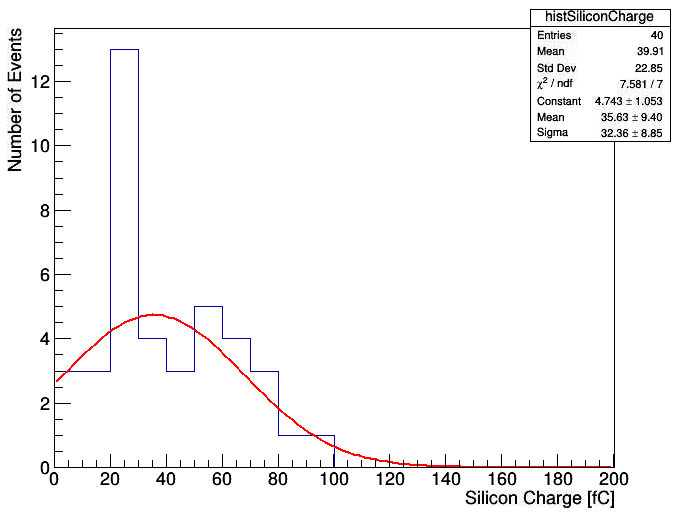 histSiliconCharge
Entries 40
Mean 39.91
Std Dev 22.85
χ² / ndf 7.581 / 7
Constant 4.743 ± 1.053
Mean 35.63 ± 9.40
Sigma 32.36 ± 8.85
Number of Events
12
10
8
6
4
2
0
0 20 40 60 80 100 120 140 160 180 200
Silicon Charge [fC]